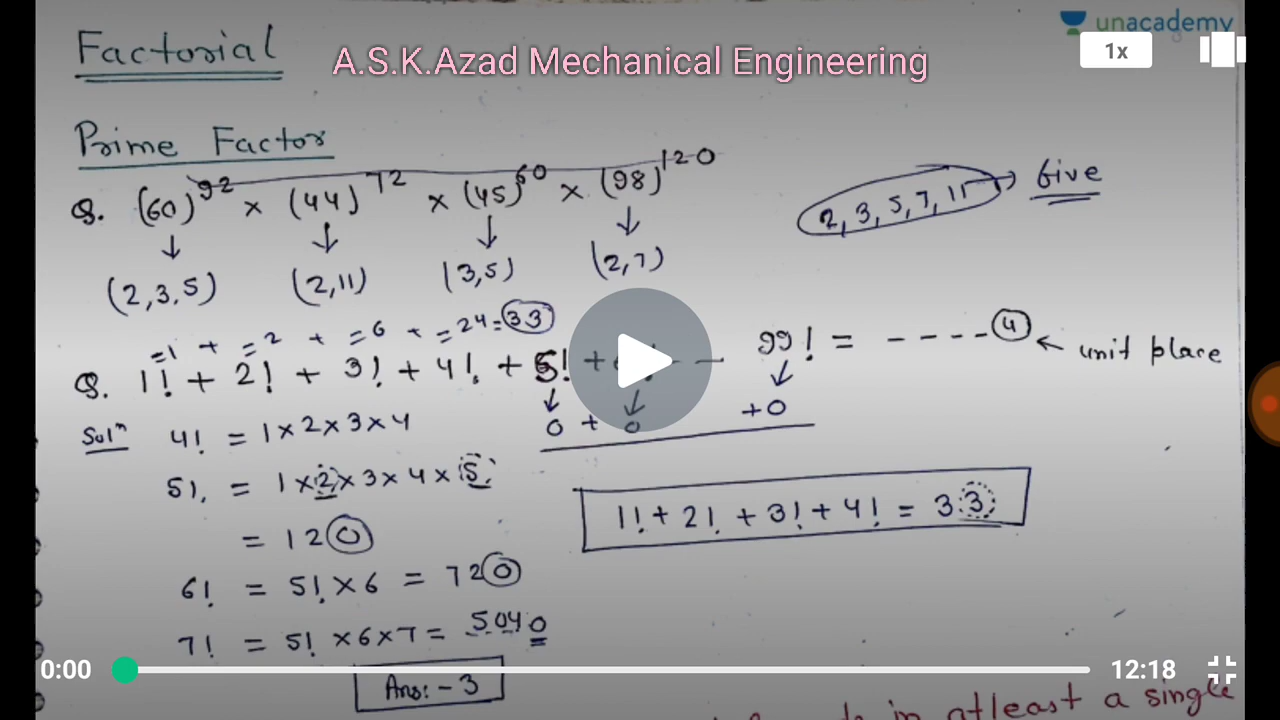 Factorial
unacademy
1x
A.S.K.Azad Mechanical Engineering
Prime Factor
Q. (60)^92 × (44)^72 × (45)^60 × (98)^120
2, 3, 5, 7, 11 → Five
(2,3,5) (2,11) (3,5) (2,7)
=1 + =2 + =6 + =24 = 33
Q. 1! + 2! + 3! + 4! + 5! + -- 99! = ---- 4 ← unit place
0 + 0 +0
Solⁿ 4! = 1×2×3×4
5! = 1×2×3×4×5
1!+2!+3!+4! = 33
= 120
6! = 5!×6 = 720
7! = 5!×6×7 = 5040
0:00
12:18
Ans:- 3
in atleast a single